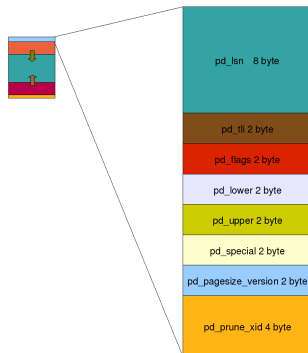 pd_lsn 8 byte
pd_tli 2 byte
pd_flags 2 byte
pd_lower 2 byte
pd_upper 2 byte
pd_special 2 byte
pd_pagesize_version 2 byte
pd_prune_xid 4 byte